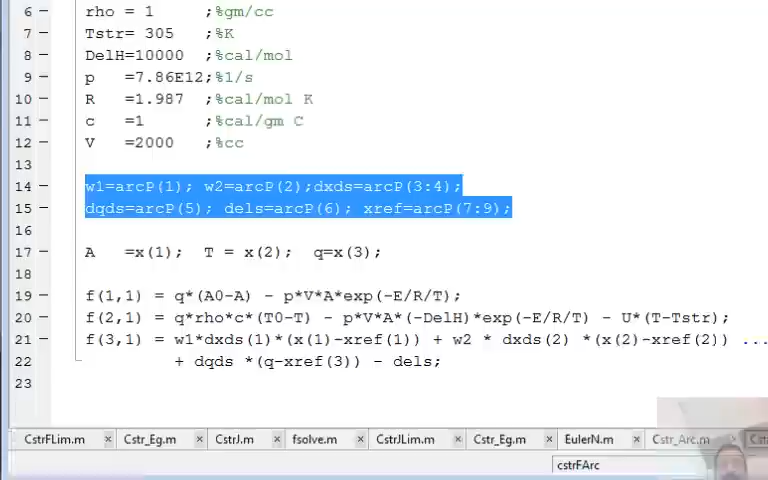 6 - rho = 1 ;%gm/cc
7 - Tstr= 305 ;%K
8 - DelH=10000 ;%cal/mol
9 - p =7.86E12;%1/s
10 - R =1.987 ;%cal/mol K
11 - c =1 ;%cal/gm C
12 - V =2000 ;%cc
13
14 - w1=arcP(1); w2=arcP(2);dxds=arcP(3:4);
15 - dqds=arcP(5); dels=arcP(6); xref=arcP(7:9);
16
17 - A =x(1); T = x(2); q=x(3);
18
19 - f(1,1) = q*(A0-A) - p*V*A*exp(-E/R/T);
20 - f(2,1) = q*rho*c*(T0-T) - p*V*A*(-DelH)*exp(-E/R/T) - U*(T-Tstr);
21 - f(3,1) = w1*dxds(1)*(x(1)-xref(1)) + w2 * dxds(2) *(x(2)-xref(2)) ...
22 + dqds *(q-xref(3)) - dels;
23
CstrFLim.m × Cstr_Eg.m × CstrJ.m × fsolve.m × CstrJLim.m × Cstr_Eg.m × EulerN.m × Cstr_Arc.m
cstrFArc